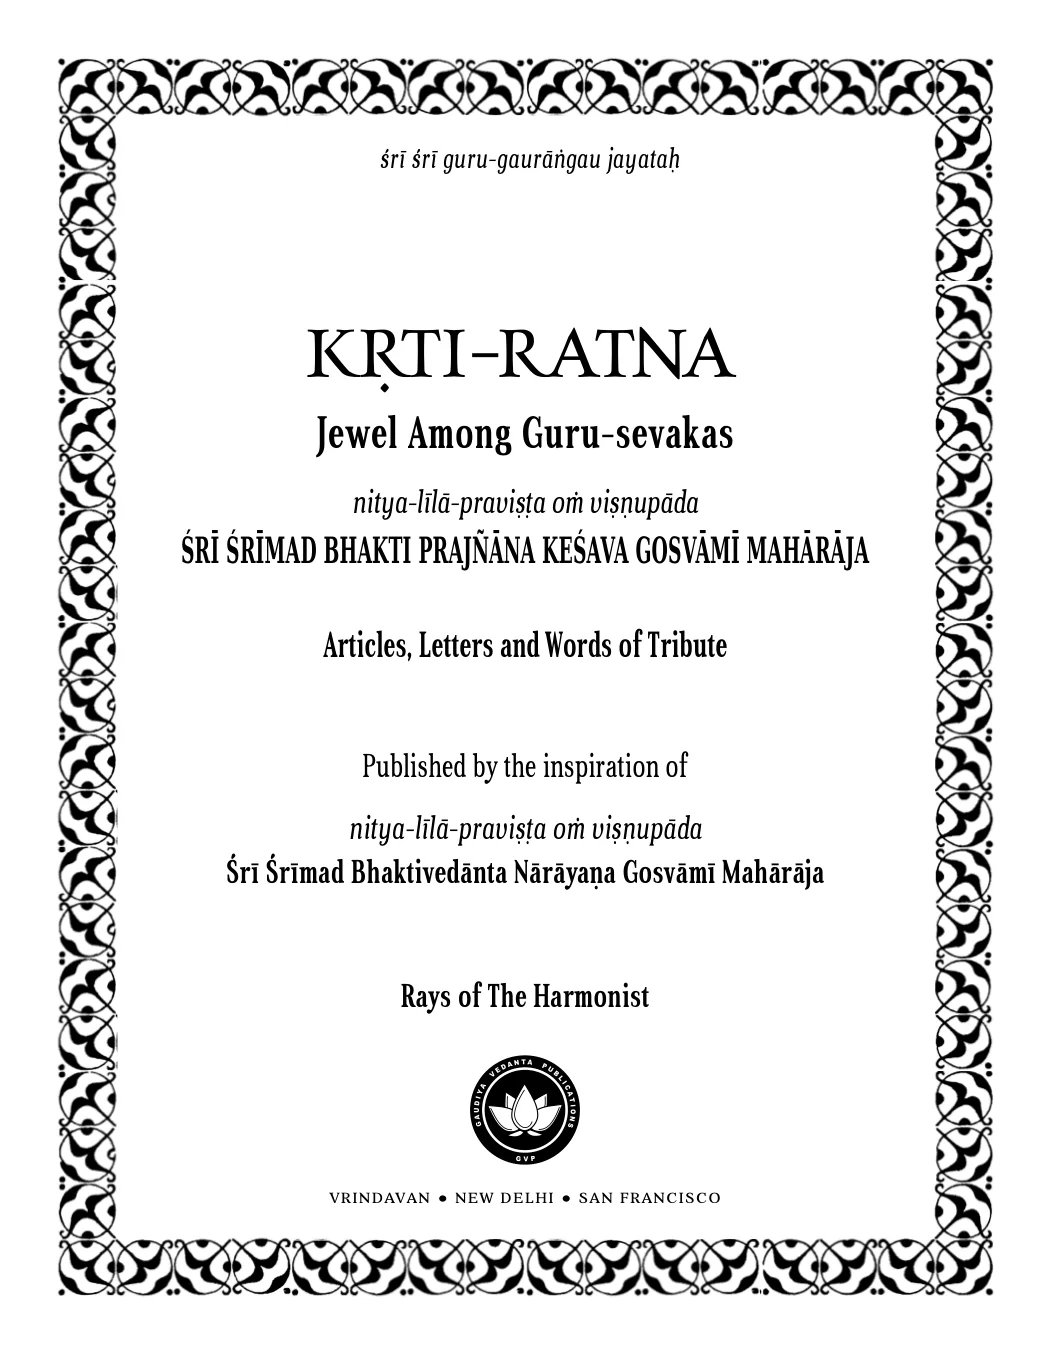 śrī śrī guru-gaurāṅgau jayataḥ
KṚTI-RATNA
Jewel Among Guru-sevakas
nitya-līlā-praviṣṭa oṁ viṣṇupāda
ŚRĪ ŚRĪMAD BHAKTI PRAJÑĀNA KEŚAVA GOSVĀMĪ MAHĀRĀJA
Articles, Letters and Words of Tribute
Published by the inspiration of
nitya-līlā-praviṣṭa oṁ viṣṇupāda
Śrī Śrīmad Bhaktivedānta Nārāyaṇa Gosvāmī Mahārāja
Rays of The Harmonist
GAUDIYA VEDANTA PUBLICATIONS
GVP
VRINDAVAN • NEW DELHI • SAN FRANCISCO